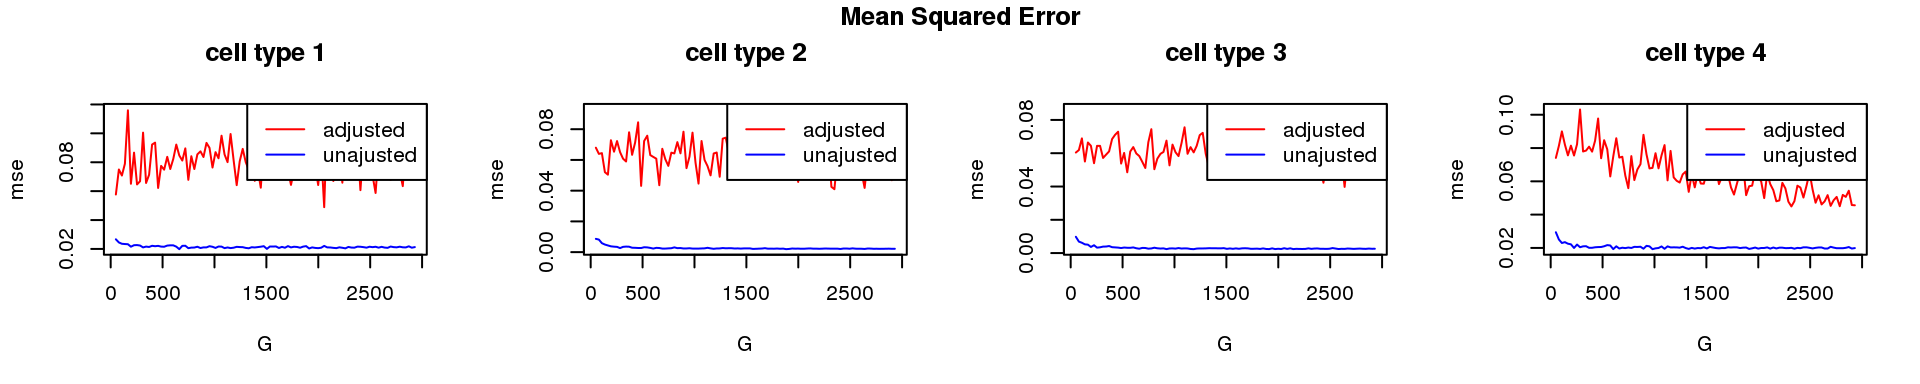 Mean Squared Error
cell type 1
mse
0.02 0.08
0 500 1500 2500
G
adjusted
unajusted
cell type 2
mse
0.00 0.04 0.08
0 500 1500 2500
G
adjusted
unajusted
cell type 3
mse
0.00 0.04 0.08
0 500 1500 2500
G
adjusted
unajusted
cell type 4
mse
0.02 0.06 0.10
0 500 1500 2500
G
adjusted
unajusted